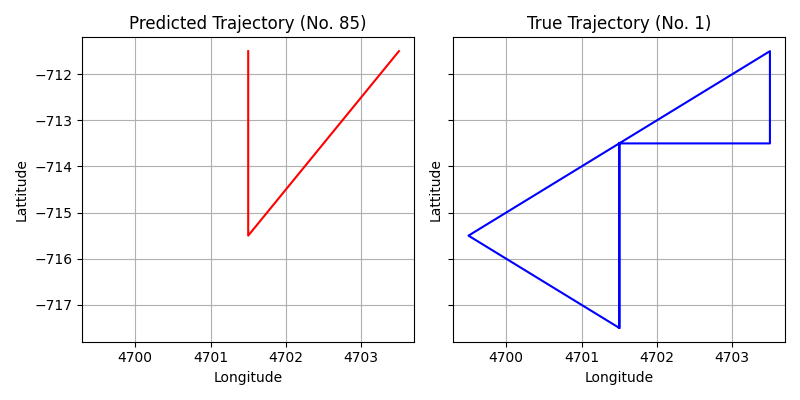 Predicted Trajectory (No. 85)
True Trajectory (No. 1)
−712
−713
−714
−715
−716
−717
Lattitude
Lattitude
4700 4701 4702 4703
4700 4701 4702 4703
Longitude
Longitude